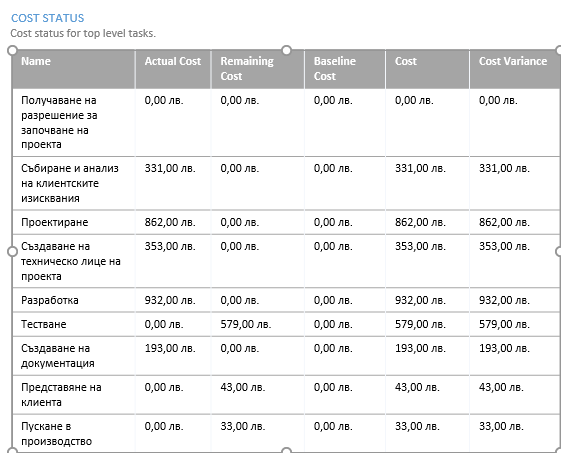 COST STATUS
Cost status for top level tasks.
Name Actual Cost Remaining Cost Baseline Cost Cost Cost Variance
Получаване на разрешение за започване на проекта 0,00 лв. 0,00 лв. 0,00 лв. 0,00 лв. 0,00 лв.
Събиране и анализ на клиентските изисквания 331,00 лв. 0,00 лв. 0,00 лв. 331,00 лв. 331,00 лв.
Проектиране 862,00 лв. 0,00 лв. 0,00 лв. 862,00 лв. 862,00 лв.
Създаване на техническо лице на проекта 353,00 лв. 0,00 лв. 0,00 лв. 353,00 лв. 353,00 лв.
Разработка 932,00 лв. 0,00 лв. 0,00 лв. 932,00 лв. 932,00 лв.
Тестване 0,00 лв. 579,00 лв. 0,00 лв. 579,00 лв. 579,00 лв.
Създаване на документация 193,00 лв. 0,00 лв. 0,00 лв. 193,00 лв. 193,00 лв.
Представяне на клиента 0,00 лв. 43,00 лв. 0,00 лв. 43,00 лв. 43,00 лв.
Пускане в производство 0,00 лв. 33,00 лв. 0,00 лв. 33,00 лв. 33,00 лв.